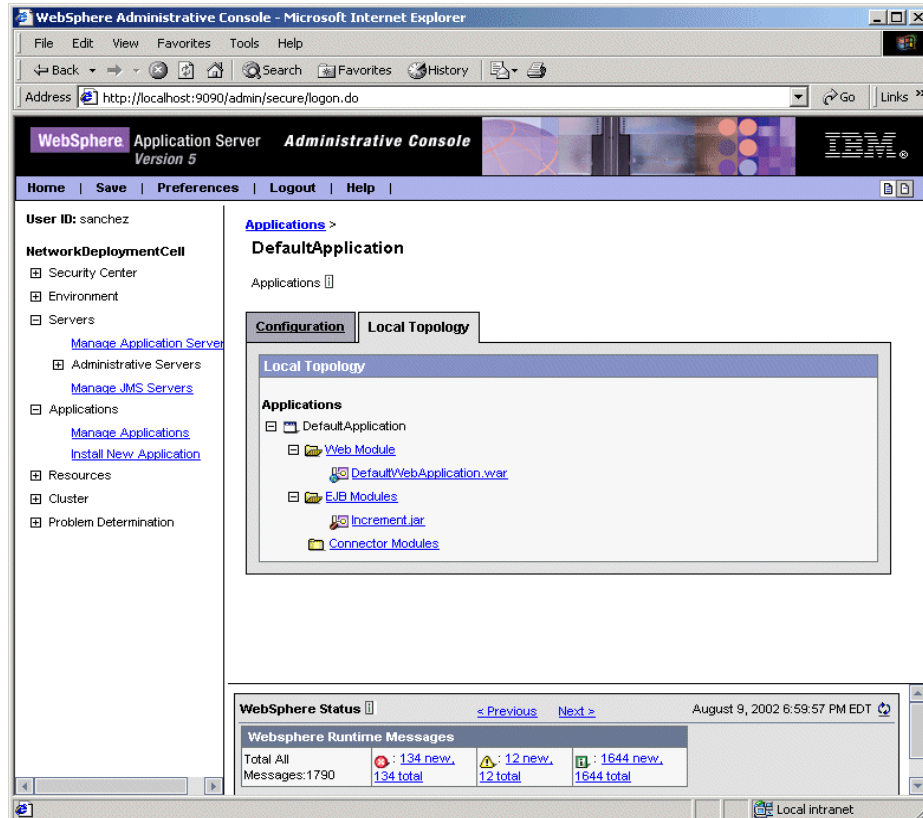 WebSphere Administrative Console - Microsoft Internet Explorer
File Edit View Favorites Tools Help
Back Search Favorites History
Address http://localhost:9090/admin/secure/logon.do Go Links »
WebSphere Application Server Administrative Console
Version 5
IBM®
Home | Save | Preferences | Logout | Help |
User ID: sanchez
NetworkDeploymentCell
Security Center
Environment
Servers
Manage Application Server
Administrative Servers
Manage JMS Servers
Applications
Manage Applications
Install New Application
Resources
Cluster
Problem Determination
Applications >
DefaultApplication
Applications i
Configuration Local Topology
Local Topology
Applications
DefaultApplication
Web Module
DefaultWebApplication.war
EJB Modules
Increment.jar
Connector Modules
WebSphere Status i < Previous Next > August 9, 2002 6:59:57 PM EDT
Websphere Runtime Messages
Total All : 134 new, : 12 new, : 1644 new,
Messages:1790 134 total 12 total 1644 total
Local intranet